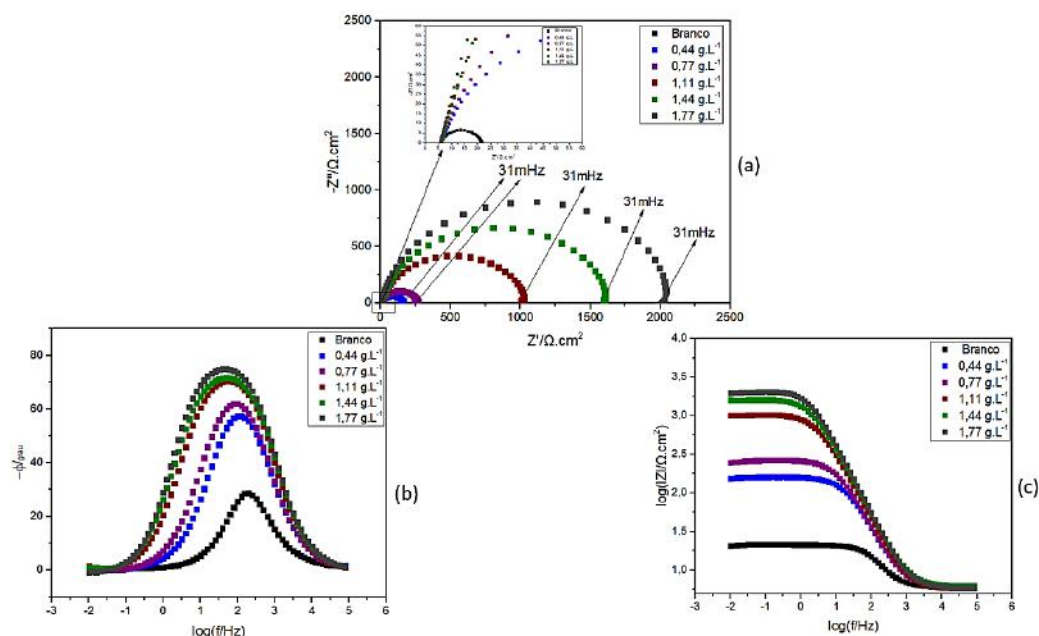 2500
2000
1500
1000
500
0
-Z"/Ω.cm²
0
500
1000
1500
2000
2500
Z'/Ω.cm²
Branco
0,44 g.L⁻¹
0,77 g.L⁻¹
1,11 g.L⁻¹
1,44 g.L⁻¹
1,77 g.L⁻¹
31mHz
31mHz
31mHz
31mHz
(a)
80
60
40
20
0
-3
-2
-1
0
1
2
3
4
5
6
log(f/Hz)
Branco
0,44 g.L⁻¹
0,77 g.L⁻¹
1,11 g.L⁻¹
1,44 g.L⁻¹
1,77 g.L⁻¹
(b)
log(|Z|/Ω.cm²)
4,0
3,5
3,0
2,5
2,0
1,5
1,0
-3
-2
-1
0
1
2
3
4
5
6
log(f/Hz)
Branco
0,44 g.L⁻¹
0,77 g.L⁻¹
1,11 g.L⁻¹
1,44 g.L⁻¹
1,77 g.L⁻¹
(c)